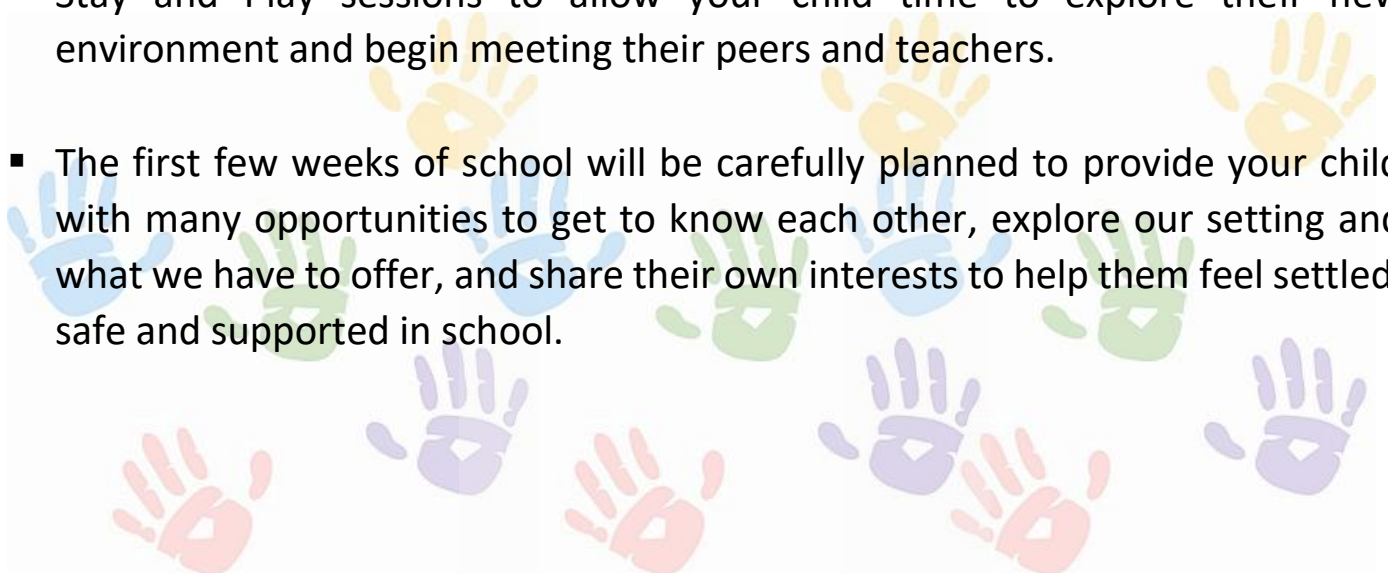 Stay and Play sessions to allow your child time to explore their new
environment and begin meeting their peers and teachers.
▪ The first few weeks of school will be carefully planned to provide your child
with many opportunities to get to know each other, explore our setting and
what we have to offer, and share their own interests to help them feel settled
safe and supported in school.